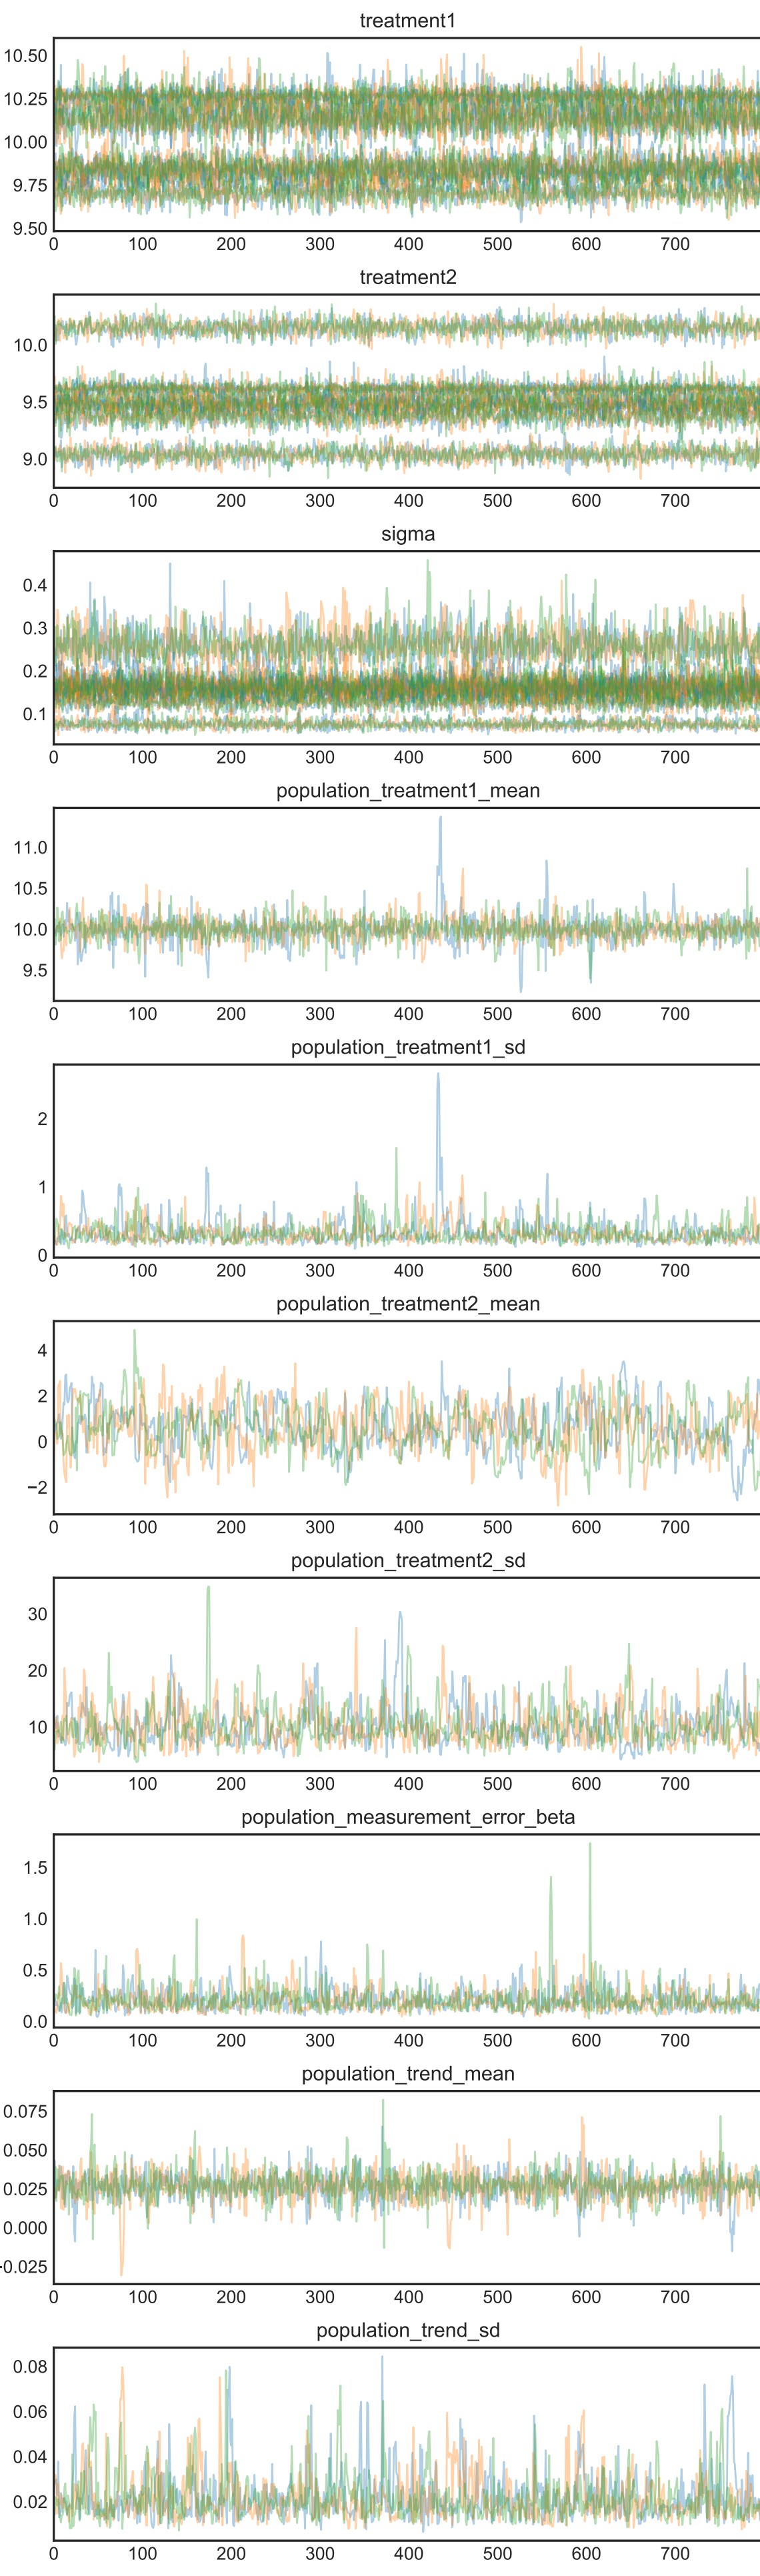 treatment1
10.50
10.25
10.00
9.75
9.50
0 100 200 300 400 500 600 700
treatment2
10.0
9.5
9.0
0 100 200 300 400 500 600 700
sigma
0.4
0.3
0.2
0.1
0 100 200 300 400 500 600 700
population_treatment1_mean
11.0
10.5
10.0
9.5
0 100 200 300 400 500 600 700
population_treatment1_sd
2
1
0
0 100 200 300 400 500 600 700
population_treatment2_mean
4
2
0
−2
0 100 200 300 400 500 600 700
population_treatment2_sd
30
20
10
0 100 200 300 400 500 600 700
population_measurement_error_beta
1.5
1.0
0.5
0.0
0 100 200 300 400 500 600 700
population_trend_mean
0.075
0.050
0.025
0.000
−0.025
0 100 200 300 400 500 600 700
population_trend_sd
0.08
0.06
0.04
0.02
0 100 200 300 400 500 600 700